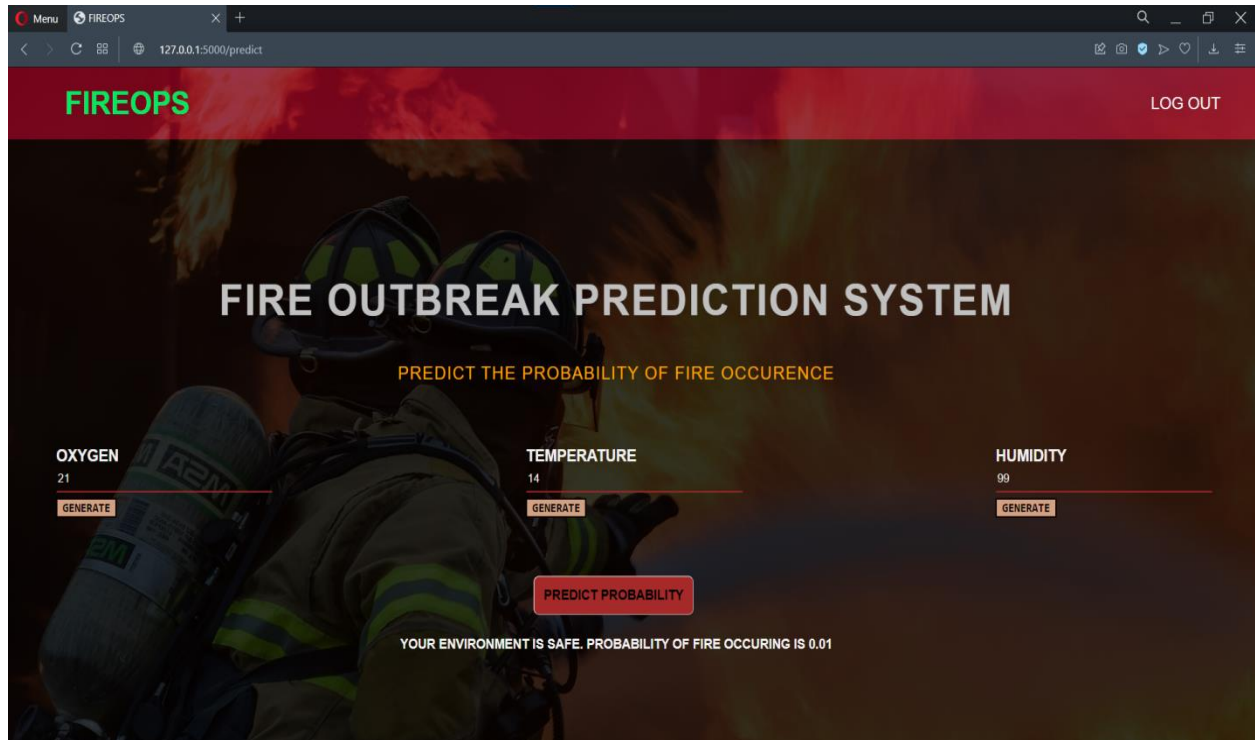 Menu FIREOPS
127.0.0.1:5000/predict
FIREOPS LOG OUT
FIRE OUTBREAK PREDICTION SYSTEM
PREDICT THE PROBABILITY OF FIRE OCCURENCE
OXYGEN TEMPERATURE HUMIDITY
21 14 99
GENERATE GENERATE GENERATE
PREDICT PROBABILITY
YOUR ENVIRONMENT IS SAFE. PROBABILITY OF FIRE OCCURING IS 0.01